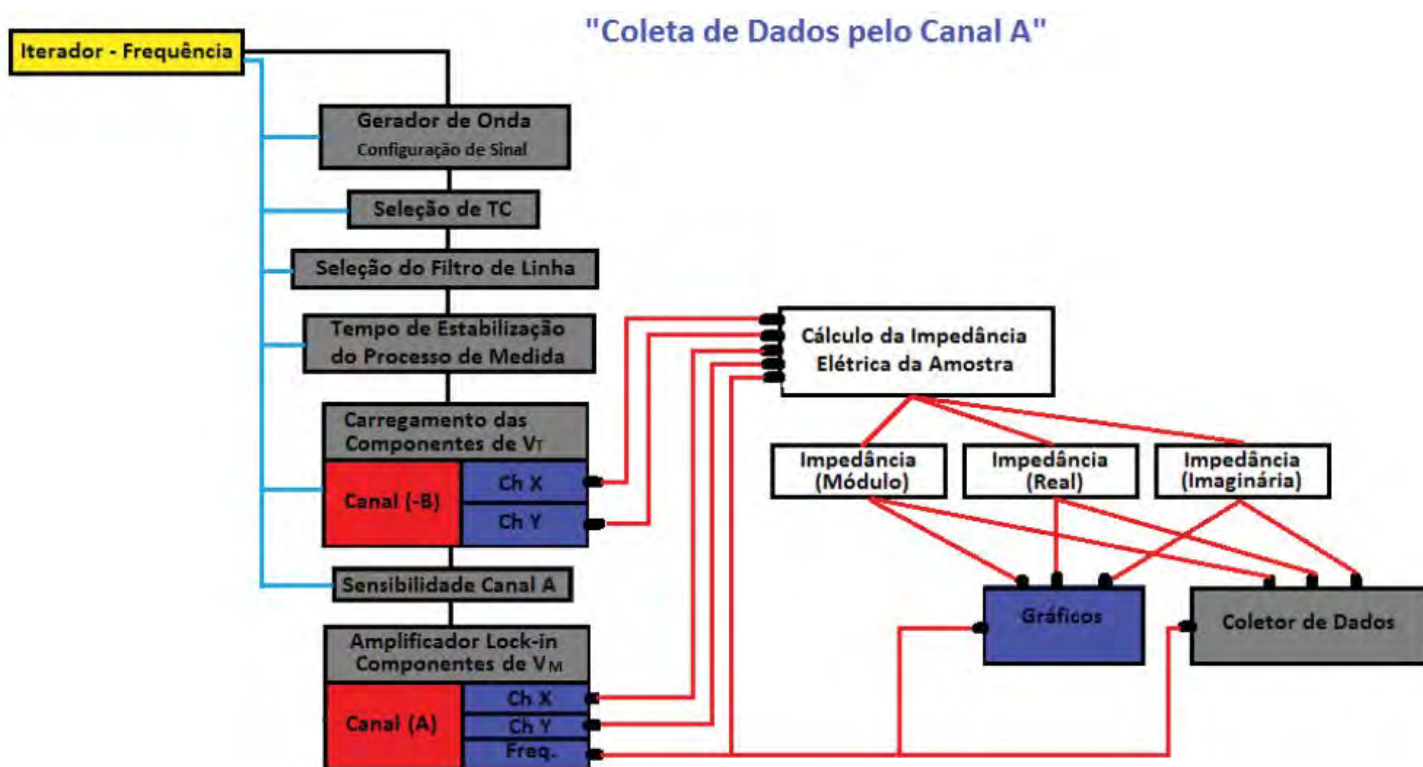 "Coleta de Dados pelo Canal A"
Iterador - Frequência
Gerador de Onda
Configuração de Sinal
Seleção de TC
Seleção do Filtro de Linha
Tempo de Estabilização
do Processo de Medida
Carregamento das
Componentes de VT
Canal (-B)
Ch X
Ch Y
Sensibilidade Canal A
Amplificador Lock-in
Componentes de VM
Canal (A)
Ch X
Ch Y
Freq.
Cálculo da Impedância
Elétrica da Amostra
Impedância
(Módulo)
Impedância
(Real)
Impedância
(Imaginária)
Gráficos
Coletor de Dados